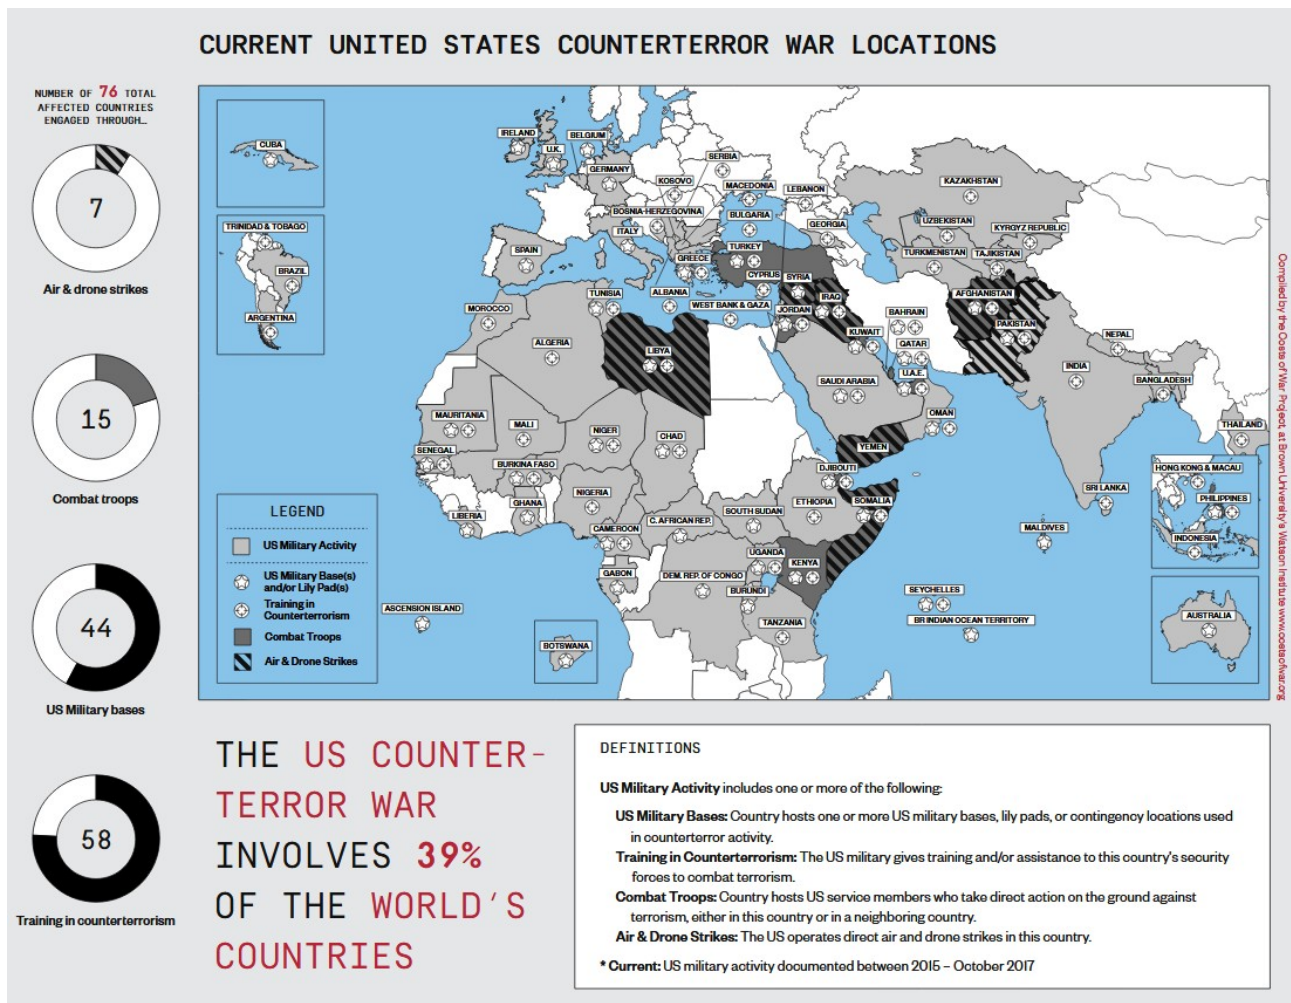 CURRENT UNITED STATES COUNTERTERROR WAR LOCATIONS
NUMBER OF 76 TOTAL
AFFECTED COUNTRIES
ENGAGED THROUGH…
7
Air & drone strikes
15
Combat troops
44
US Military bases
58
Training in counterterrorism
CUBA
TRINIDAD & TOBAGO
BRAZIL
ARGENTINA
LEGEND
US Military Activity
US Military Base(s)
and/or Lily Pad(s)
Training in
Counterterrorism
Combat Troops
Air & Drone Strikes
IRELAND
U.K.
BELGIUM
GERMANY
SERBIA
KOSOVO
MACEDONIA
LEBANON
BOSNIA-HERZEGOVINA
BULGARIA
GEORGIA
ITALY
SPAIN
GREECE
TURKEY
CYPRUS
SYRIA
IRAQ
TUNISIA
ALBANIA
WEST BANK & GAZA
JORDAN
KUWAIT
BAHRAIN
QATAR
U.A.E.
OMAN
SAUDI ARABIA
YEMEN
KAZAKHSTAN
UZBEKISTAN
KYRGYZ REPUBLIC
TURKMENISTAN
TAJIKISTAN
AFGHANISTAN
PAKISTAN
NEPAL
INDIA
BANGLADESH
THAILAND
SRI LANKA
MALDIVES
HONG KONG & MACAU
PHILIPPINES
INDONESIA
AUSTRALIA
MOROCCO
ALGERIA
LIBYA
MAURITANIA
MALI
NIGER
CHAD
SENEGAL
BURKINA FASO
NIGERIA
GHANA
LIBERIA
CAMEROON
C. AFRICAN REP.
SOUTH SUDAN
ETHIOPIA
DJIBOUTI
SOMALIA
GABON
DEM. REP. OF CONGO
UGANDA
KENYA
BURUNDI
TANZANIA
SEYCHELLES
BR INDIAN OCEAN TERRITORY
ASCENSION ISLAND
BOTSWANA
Compiled by the Costs of War Project, at Brown University's Watson Institute www.costsofwar.org
THE US COUNTER-
TERROR WAR
INVOLVES 39%
OF THE WORLD'S
COUNTRIES
DEFINITIONS
US Military Activity includes one or more of the following:
US Military Bases: Country hosts one or more US military bases, lily pads, or contingency locations used
in counterterror activity.
Training in Counterterrorism: The US military gives training and/or assistance to this country's security
forces to combat terrorism.
Combat Troops: Country hosts US service members who take direct action on the ground against
terrorism, either in this country or in a neighboring country.
Air & Drone Strikes: The US operates direct air and drone strikes in this country.
* Current: US military activity documented between 2015 – October 2017